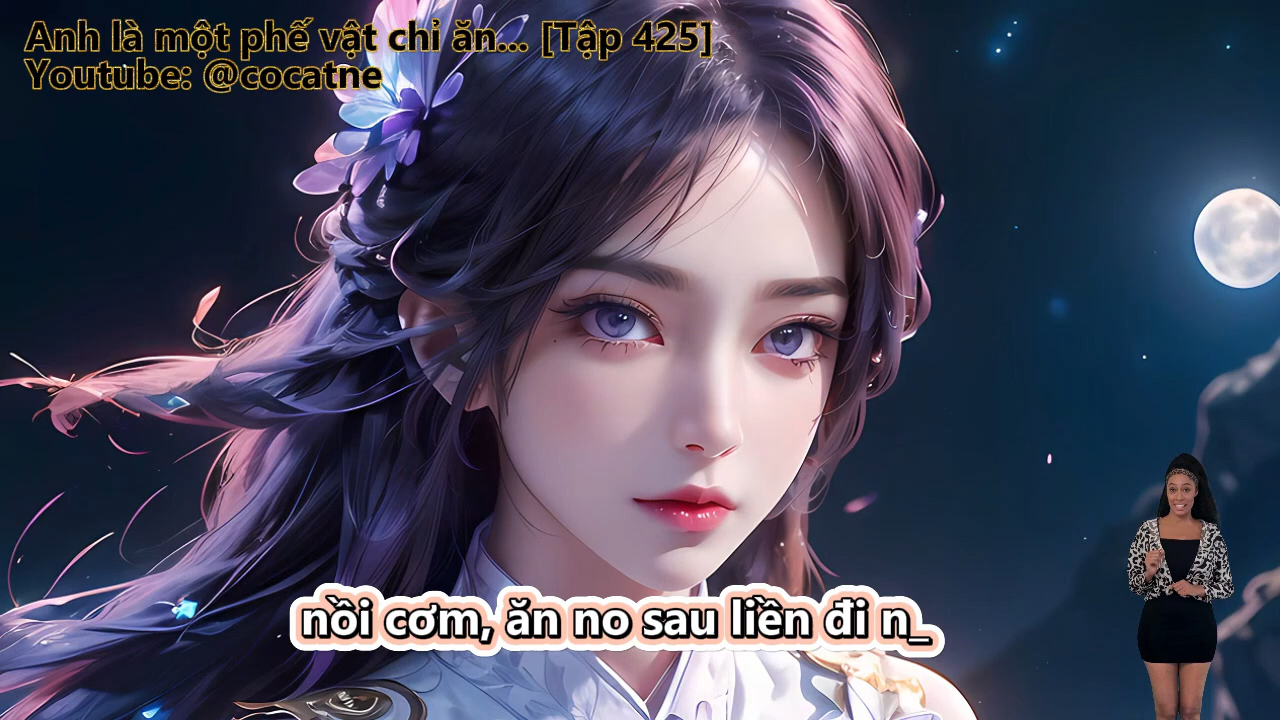 Anh là một phế vật chỉ ăn... [Tập 425]
Youtube: @cocatne
nồi cơm, ăn no sau liền đi n_